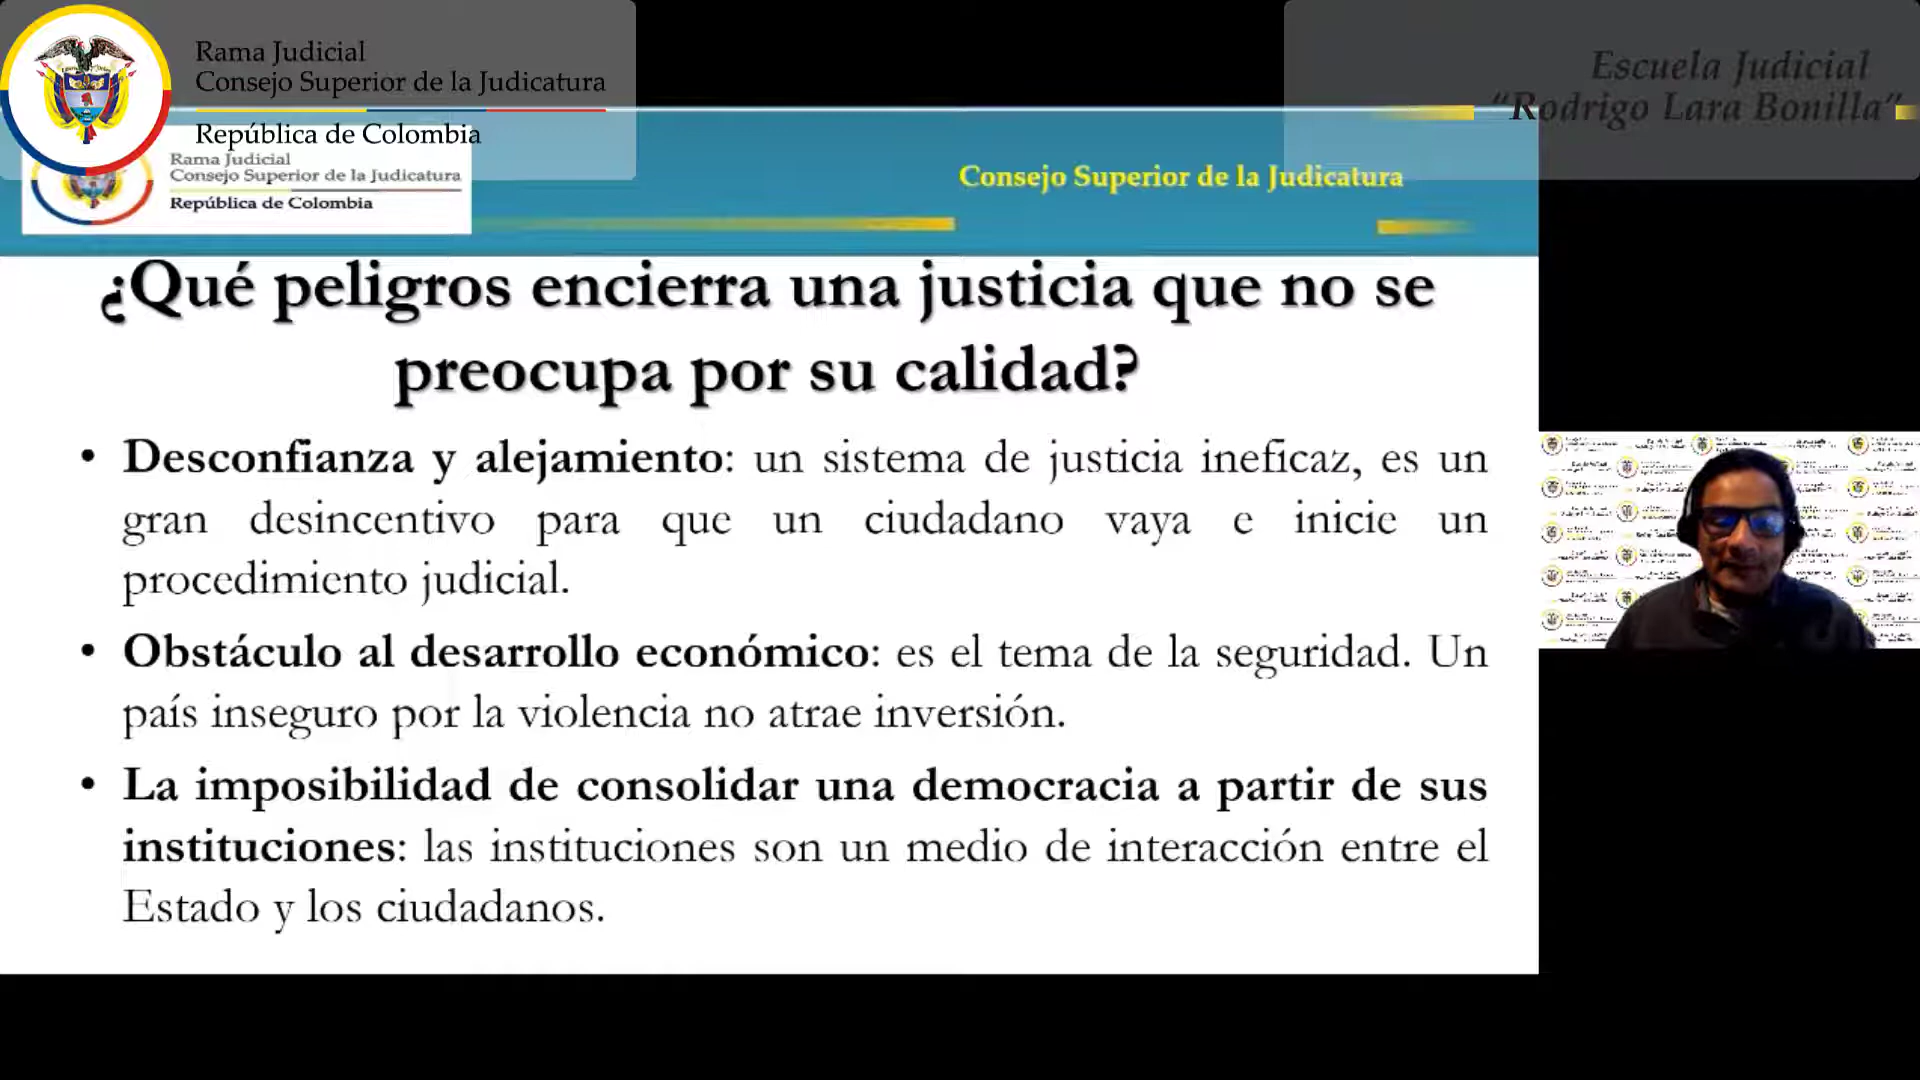 Rama Judicial
Consejo Superior de la Judicatura
República de Colombia
Escuela Judicial
“Rodrigo Lara Bonilla”
Rama Judicial
Consejo Superior de la Judicatura
República de Colombia
Consejo Superior de la Judicatura
¿Qué peligros encierra una justicia que no se
preocupa por su calidad?
• Desconfianza y alejamiento: un sistema de justicia ineficaz, es un
gran desincentivo para que un ciudadano vaya e inicie un
procedimiento judicial.
• Obstáculo al desarrollo económico: es el tema de la seguridad. Un
país inseguro por la violencia no atrae inversión.
• La imposibilidad de consolidar una democracia a partir de sus
instituciones: las instituciones son un medio de interacción entre el
Estado y los ciudadanos.